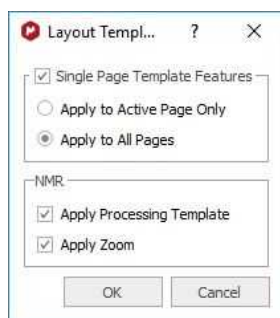 Layout Templ...
Single Page Template Features
Apply to Active Page Only
Apply to All Pages
NMR
Apply Processing Template
Apply Zoom
OK
Cancel